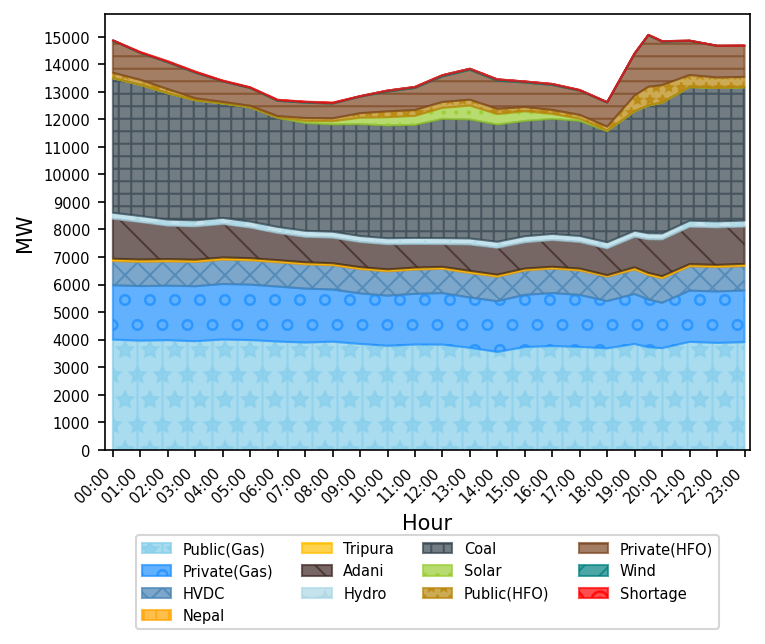 15000
14000
13000
12000
11000
10000
9000
8000
7000
6000
5000
4000
3000
2000
1000
0
MW
00:00 01:00 02:00 03:00 04:00 05:00 06:00 07:00 08:00 09:00 10:00 11:00 12:00 13:00 14:00 15:00 16:00 17:00 18:00 19:00 20:00 21:00 22:00 23:00
Hour
Public(Gas) Tripura Coal Private(HFO)
Private(Gas) Adani Solar Wind
HVDC Hydro Public(HFO) Shortage
Nepal